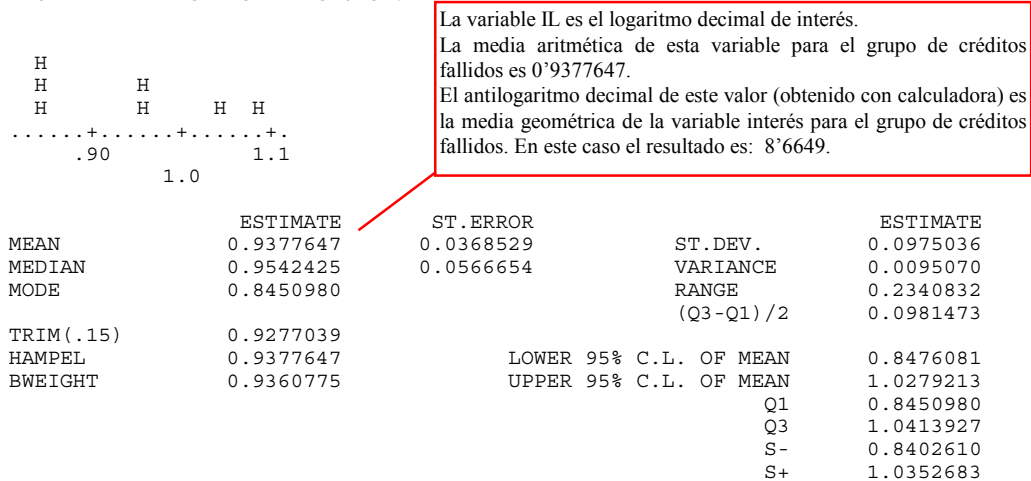 La variable IL es el logaritmo decimal de interés.
La media aritmética de esta variable para el grupo de créditos
fallidos es 0’9377647.
El antilogaritmo decimal de este valor (obtenido con calculadora) es
la media geométrica de la variable interés para el grupo de créditos
fallidos. En este caso el resultado es: 8’6649.
H
H H
H H H H
......+......+......+.
.90 1.1
1.0
ESTIMATE ST.ERROR ESTIMATE
MEAN 0.9377647 0.0368529 ST.DEV. 0.0975036
MEDIAN 0.9542425 0.0566654 VARIANCE 0.0095070
MODE 0.8450980 RANGE 0.2340832
(Q3-Q1)/2 0.0981473
TRIM(.15) 0.9277039
HAMPEL 0.9377647 LOWER 95% C.L. OF MEAN 0.8476081
BWEIGHT 0.9360775 UPPER 95% C.L. OF MEAN 1.0279213
Q1 0.8450980
Q3 1.0413927
S- 0.8402610
S+ 1.0352683